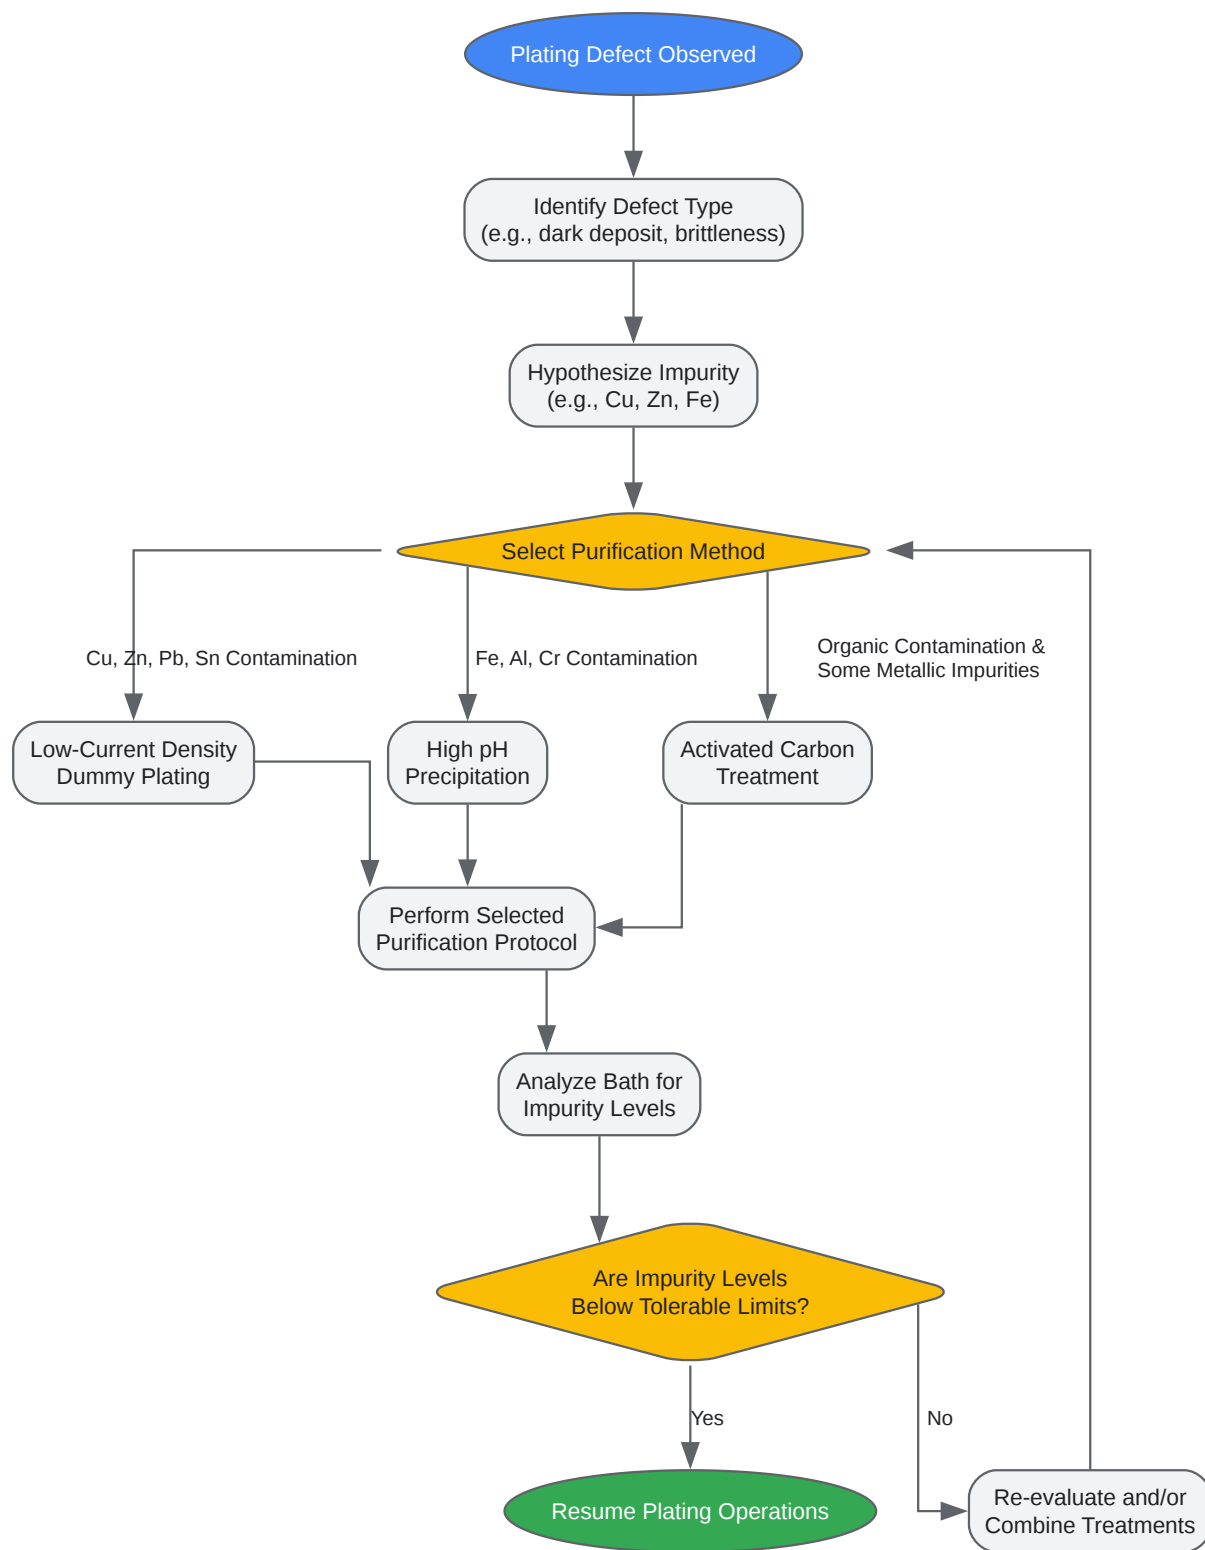 Plating Defect Observed
Identify Defect Type
(e.g., dark deposit, brittleness)
Hypothesize Impurity
(e.g., Cu, Zn, Fe)
Select Purification Method
Cu, Zn, Pb, Sn Contamination
Fe, Al, Cr Contamination
Organic Contamination &
Some Metallic Impurities
Low-Current Density
Dummy Plating
High pH
Precipitation
Activated Carbon
Treatment
Perform Selected
Purification Protocol
Analyze Bath for
Impurity Levels
Are Impurity Levels
Below Tolerable Limits?
Yes
No
Resume Plating Operations
Re-evaluate and/or
Combine Treatments